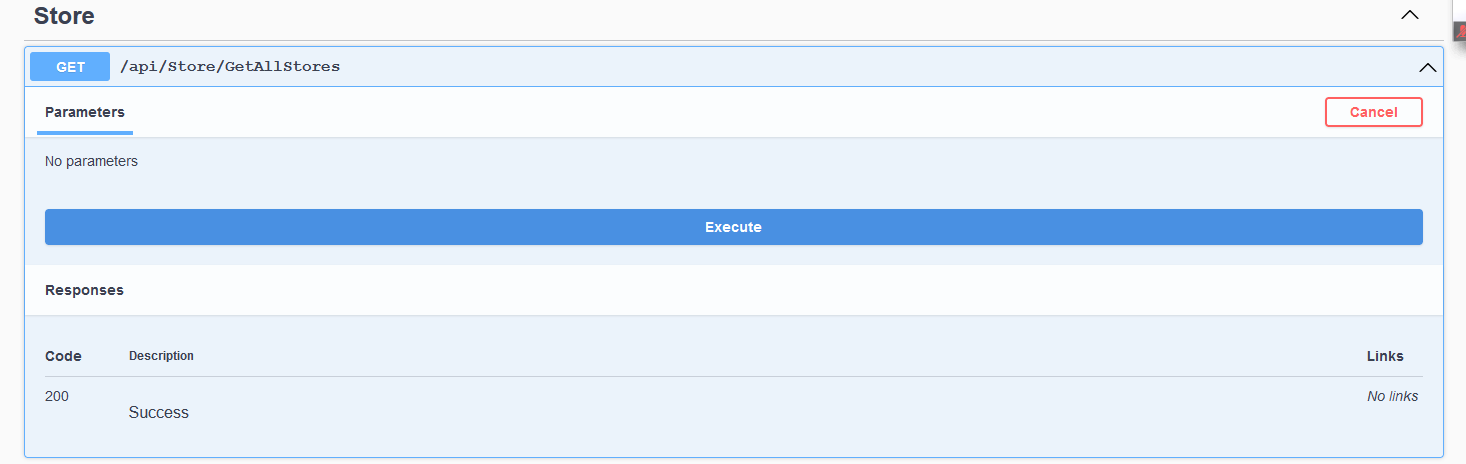 Store
GET /api/Store/GetAllStores
Parameters Cancel
No parameters
Execute
Responses
Code Description Links
200 Success No links